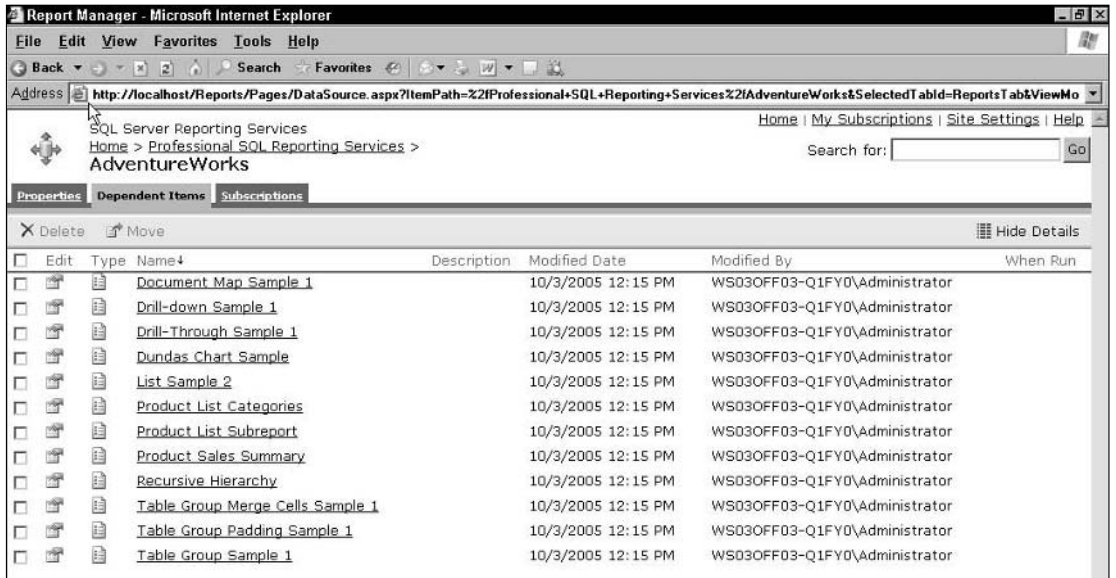 Report Manager - Microsoft Internet Explorer
File Edit View Favorites Tools Help
Back Search Favorites
Address http://localhost/Reports/Pages/DataSource.aspx?ItemPath=%2fProfessional+SQL+Reporting+Services%2fAdventureWorks&SelectedTabId=ReportsTab&ViewMo
SQL Server Reporting Services
Home | My Subscriptions | Site Settings | Help
Home > Professional SQL Reporting Services >
AdventureWorks
Search for: Go
Properties Dependent Items Subscriptions
Delete Move Hide Details
Edit Type Name Description Modified Date Modified By When Run
Document Map Sample 1 10/3/2005 12:15 PM WS03OFF03-Q1FY0\Administrator
Drill-down Sample 1 10/3/2005 12:15 PM WS03OFF03-Q1FY0\Administrator
Drill-Through Sample 1 10/3/2005 12:15 PM WS03OFF03-Q1FY0\Administrator
Dundas Chart Sample 10/3/2005 12:15 PM WS03OFF03-Q1FY0\Administrator
List Sample 2 10/3/2005 12:15 PM WS03OFF03-Q1FY0\Administrator
Product List Categories 10/3/2005 12:15 PM WS03OFF03-Q1FY0\Administrator
Product List Subreport 10/3/2005 12:15 PM WS03OFF03-Q1FY0\Administrator
Product Sales Summary 10/3/2005 12:15 PM WS03OFF03-Q1FY0\Administrator
Recursive Hierarchy 10/3/2005 12:15 PM WS03OFF03-Q1FY0\Administrator
Table Group Merge Cells Sample 1 10/3/2005 12:15 PM WS03OFF03-Q1FY0\Administrator
Table Group Padding Sample 1 10/3/2005 12:15 PM WS03OFF03-Q1FY0\Administrator
Table Group Sample 1 10/3/2005 12:15 PM WS03OFF03-Q1FY0\Administrator